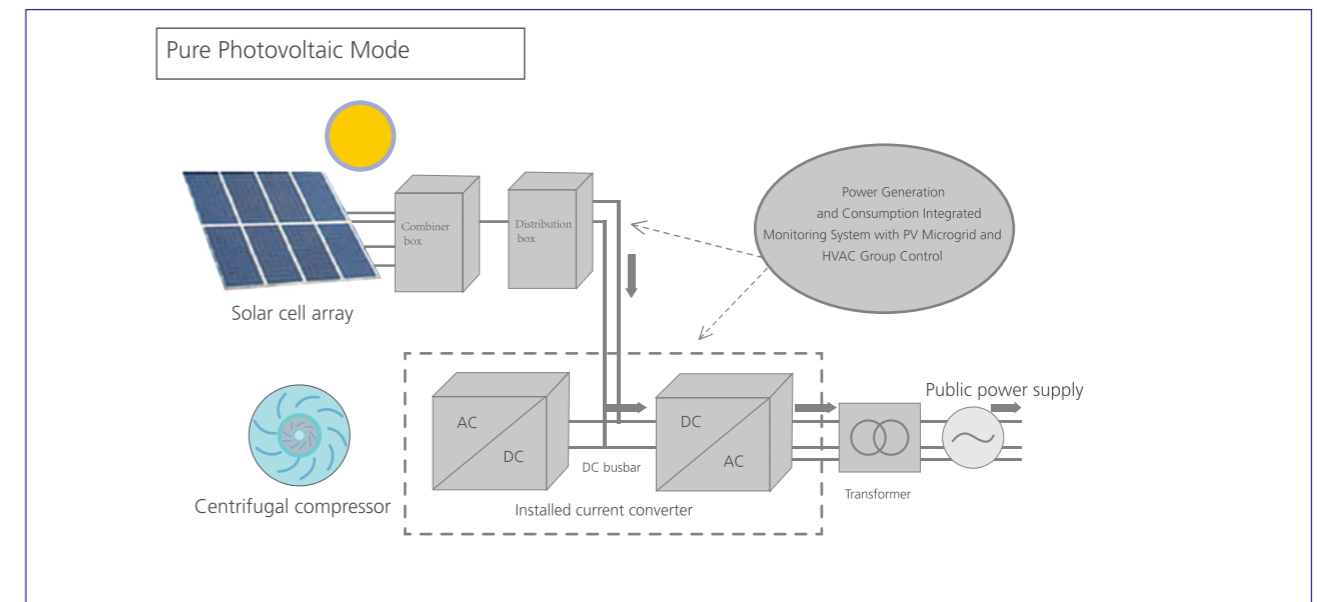 Pure Photovoltaic Mode
Combiner
box
Distribution
box
Power Generation
and Consumption Integrated
Monitoring System with PV Microgrid and
HVAC Group Control
Solar cell array
Centrifugal compressor
AC
DC
DC busbar
DC
AC
Installed current converter
Transformer
Public power supply